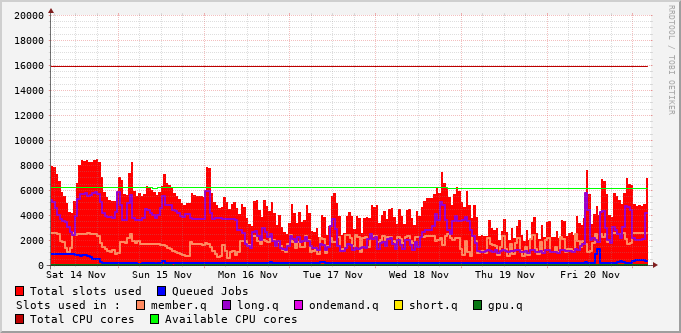 RRDTOOL / TOBI OETIKER
20000
18000
16000
14000
12000
10000
8000
6000
4000
2000
0
Sat 14 Nov Sun 15 Nov Mon 16 Nov Tue 17 Nov Wed 18 Nov Thu 19 Nov Fri 20 Nov
Total slots used Queued Jobs
Slots used in : member.q long.q ondemand.q short.q gpu.q
Total CPU cores Available CPU cores